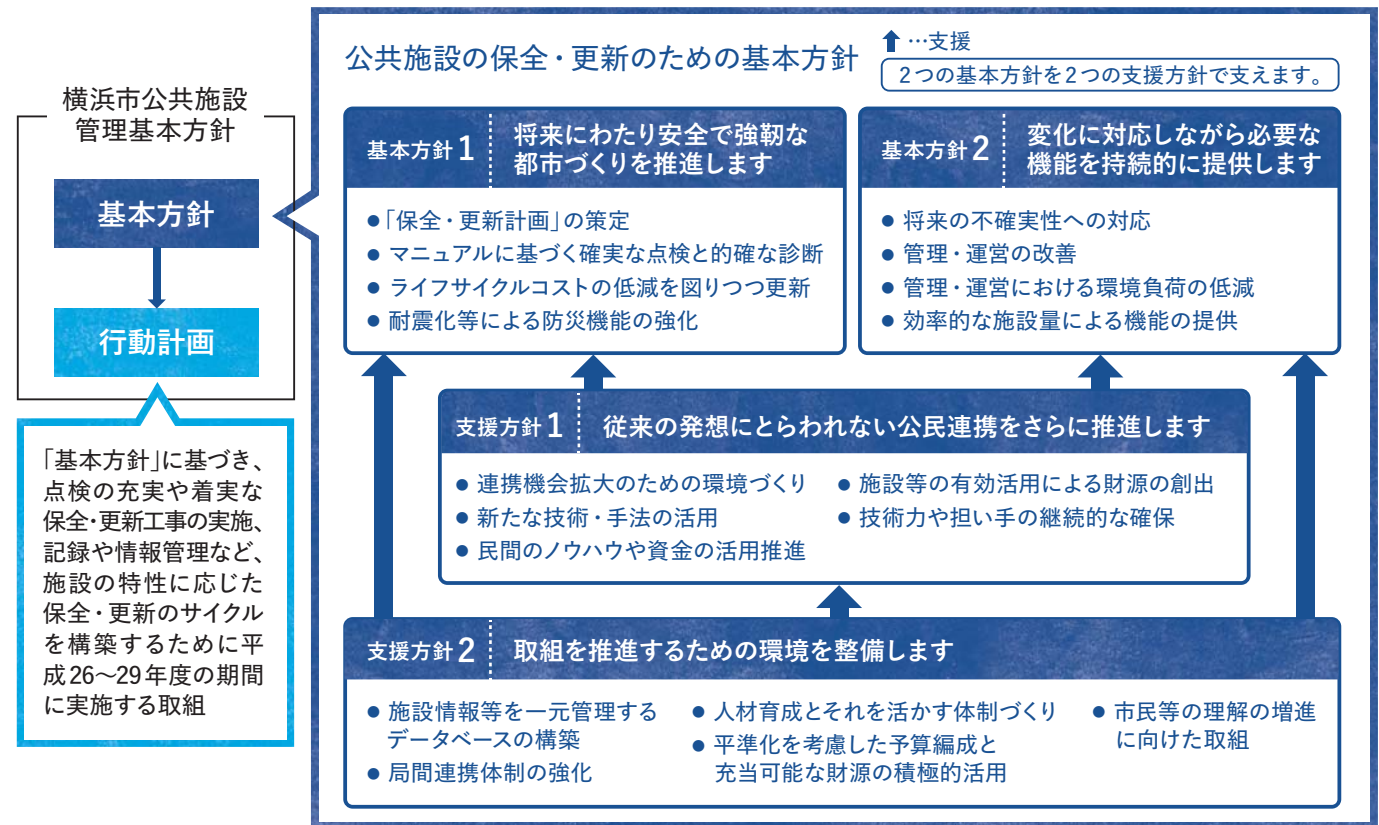 横浜市公共施設
管理基本方針
基本方針
行動計画
「基本方針」に基づき、
点検の充実や着実な
保全・更新工事の実施、
記録や情報管理など、
施設の特性に応じた
保全・更新のサイクル
を構築するために平
成26〜29年度の期間
に実施する取組
公共施設の保全・更新のための基本方針
…支援
2つの基本方針を2つの支援方針で支えます。
基本方針1
将来にわたり安全で強靭な
都市づくりを推進します
●「保全・更新計画」の策定
● マニュアルに基づく確実な点検と的確な診断
● ライフサイクルコストの低減を図りつつ更新
● 耐震化等による防災機能の強化
基本方針2
変化に対応しながら必要な
機能を持続的に提供します
● 将来の不確実性への対応
● 管理・運営の改善
● 管理・運営における環境負荷の低減
● 効率的な施設量による機能の提供
支援方針1 従来の発想にとらわれない公民連携をさらに推進します
● 連携機会拡大のための環境づくり
● 新たな技術・手法の活用
● 民間のノウハウや資金の活用推進
● 施設等の有効活用による財源の創出
● 技術力や担い手の継続的な確保
支援方針2 取組を推進するための環境を整備します
● 施設情報等を一元管理する
データベースの構築
● 局間連携体制の強化
● 人材育成とそれを活かす体制づくり
● 平準化を考慮した予算編成と
充当可能な財源の積極的活用
● 市民等の理解の増進
に向けた取組